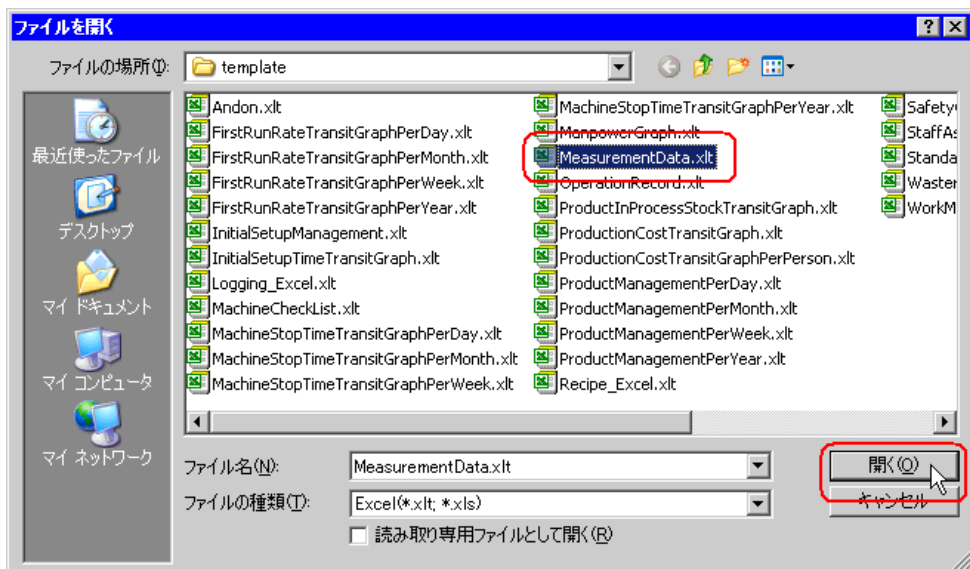 ファイルを開く
ファイルの場所(I):
template
最近使ったファイル
デスクトップ
マイ ドキュメント
マイ コンピュータ
マイ ネットワーク
Andon.xlt
FirstRunRateTransitGraphPerDay.xlt
FirstRunRateTransitGraphPerMonth.xlt
FirstRunRateTransitGraphPerWeek.xlt
FirstRunRateTransitGraphPerYear.xlt
InitialSetupManagement.xlt
InitialSetupTimeTransitGraph.xlt
Logging_Excel.xlt
MachineCheckList.xlt
MachineStopTimeTransitGraphPerDay.xlt
MachineStopTimeTransitGraphPerMonth.xlt
MachineStopTimeTransitGraphPerWeek.xlt
MachineStopTimeTransitGraphPerYear.xlt
ManpowerGraph.xlt
MeasurementData.xlt
OperationRecord.xlt
ProductInProcessStockTransitGraph.xlt
ProductionCostTransitGraph.xlt
ProductionCostTransitGraphPerPerson.xlt
ProductManagementPerDay.xlt
ProductManagementPerMonth.xlt
ProductManagementPerWeek.xlt
ProductManagementPerYear.xlt
Recipe_Excel.xlt
Safety
StaffAs
Standa
Waster
WorkM
ファイル名(N):
MeasurementData.xlt
開く(O)
ファイルの種類(T):
Excel(*.xlt; *.xls)
キャンセル
読み取り専用ファイルとして開く(R)